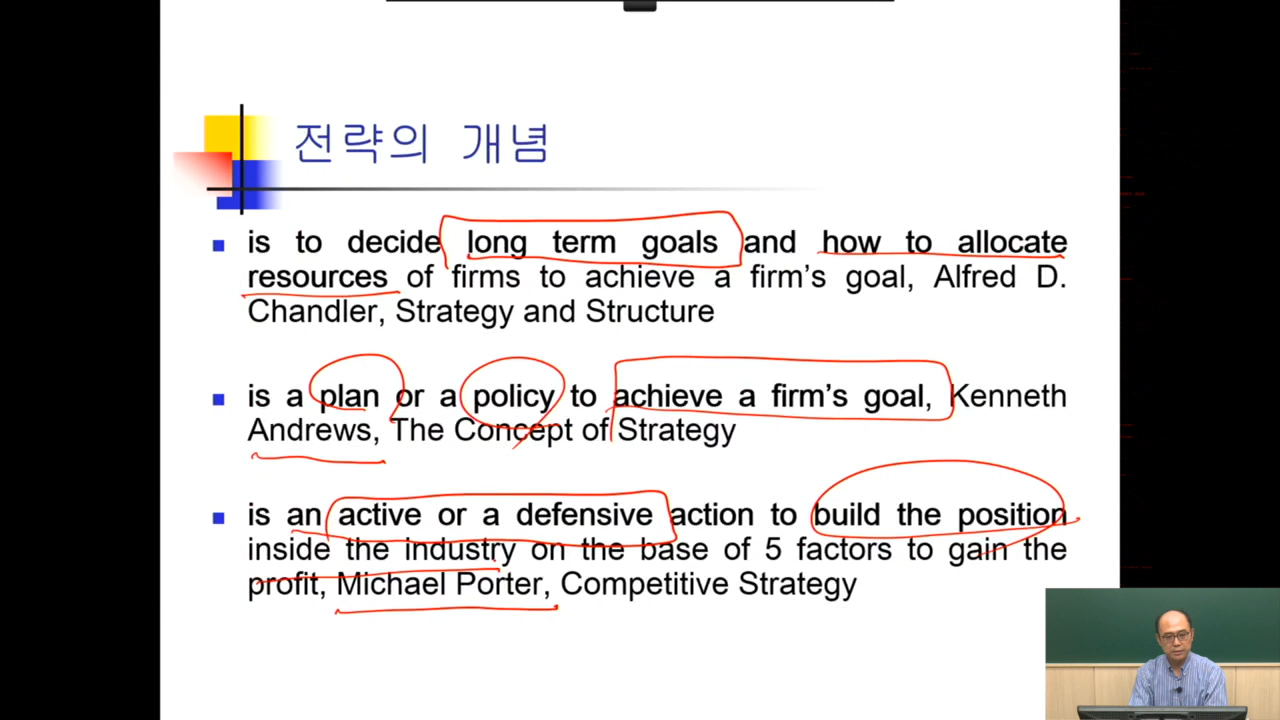 전략의 개념
is to decide long term goals and how to allocate
resources of firms to achieve a firm's goal, Alfred D.
Chandler, Strategy and Structure
is a plan or a policy to achieve a firm's goal, Kenneth
Andrews, The Concept of Strategy
is an active or a defensive action to build the position
inside the industry on the base of 5 factors to gain the
profit, Michael Porter, Competitive Strategy